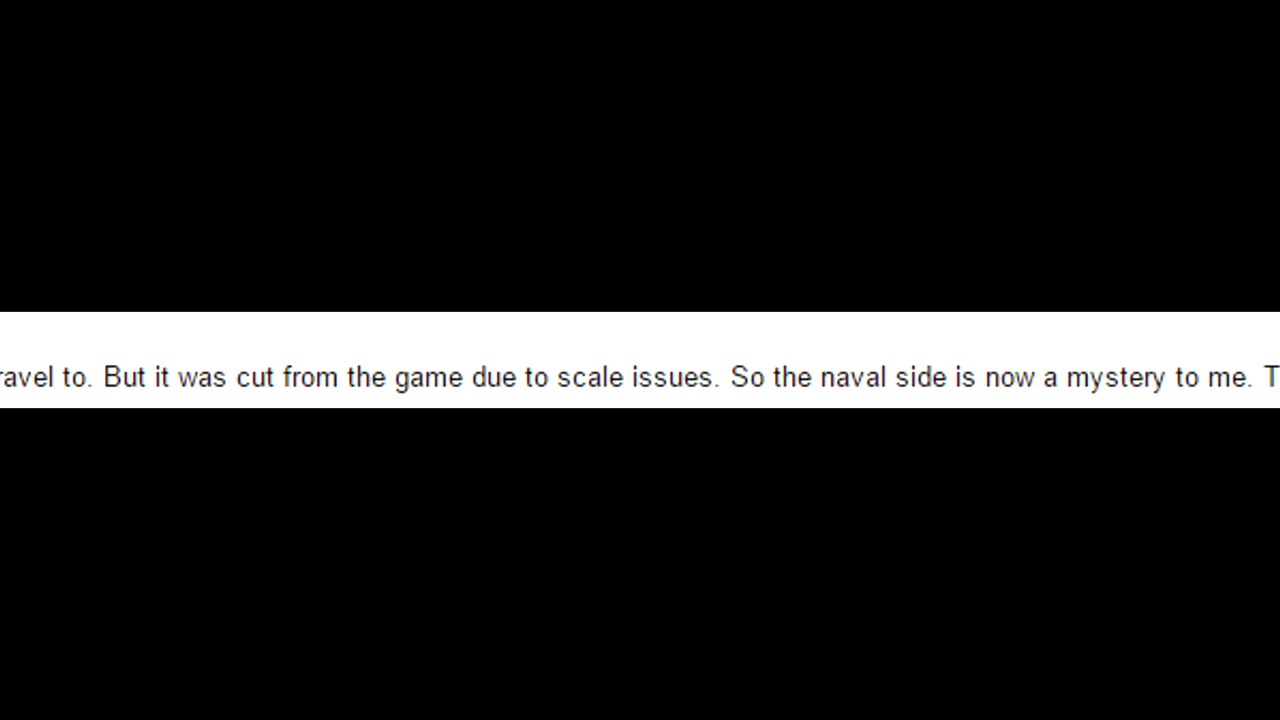 ravel to. But it was cut from the game due to scale issues. So the naval side is now a mystery to me. T